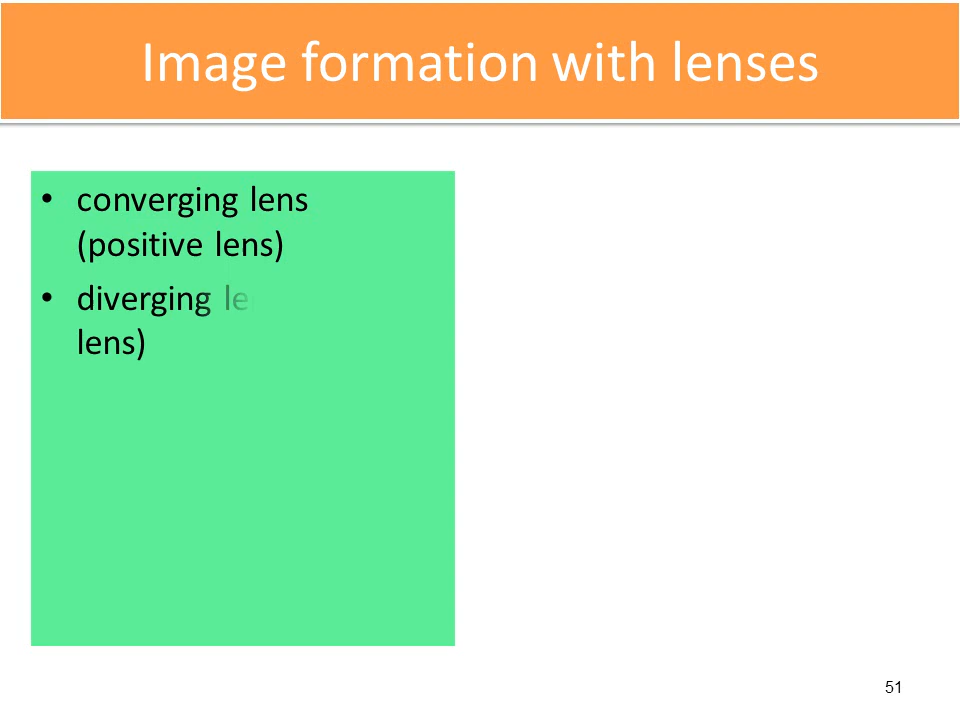 Image formation with lenses
• converging lens
(positive lens)
• diverging
lens)
51